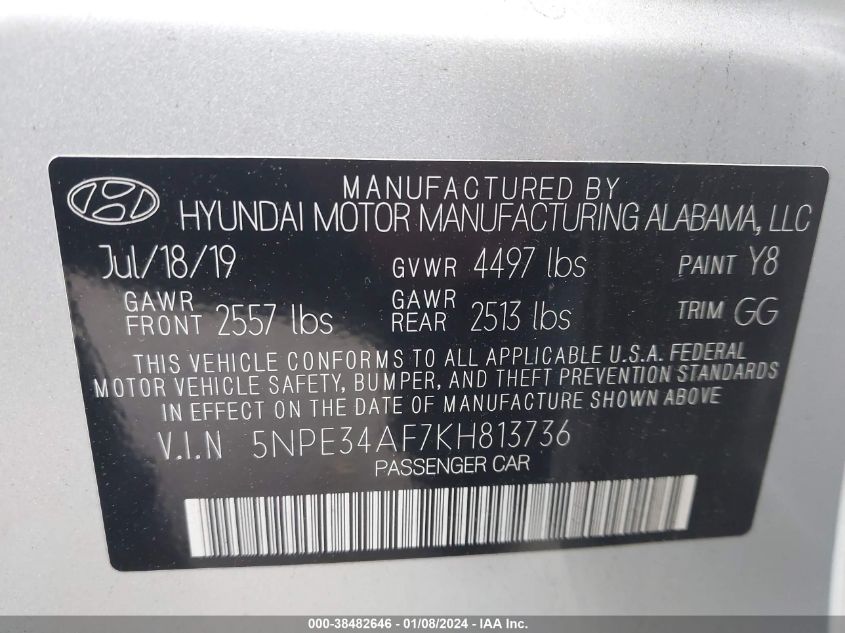 MANUFACTURED BY
HYUNDAI MOTOR MANUFACTURING ALABAMA, LLC
Jul/18/19 GVWR 4497 lbs PAINT Y8
GAWR FRONT 2557 lbs GAWR REAR 2513 lbs TRIM GG
THIS VEHICLE CONFORMS TO ALL APPLICABLE U.S.A. FEDERAL
MOTOR VEHICLE SAFETY, BUMPER, AND THEFT PREVENTION STANDARDS
IN EFFECT ON THE DATE OF MANUFACTURE SHOWN ABOVE.
V.I.N 5NPE34AF7KH813736
PASSENGER CAR
000-38482646 - 01/08/2024 - IAA Inc.